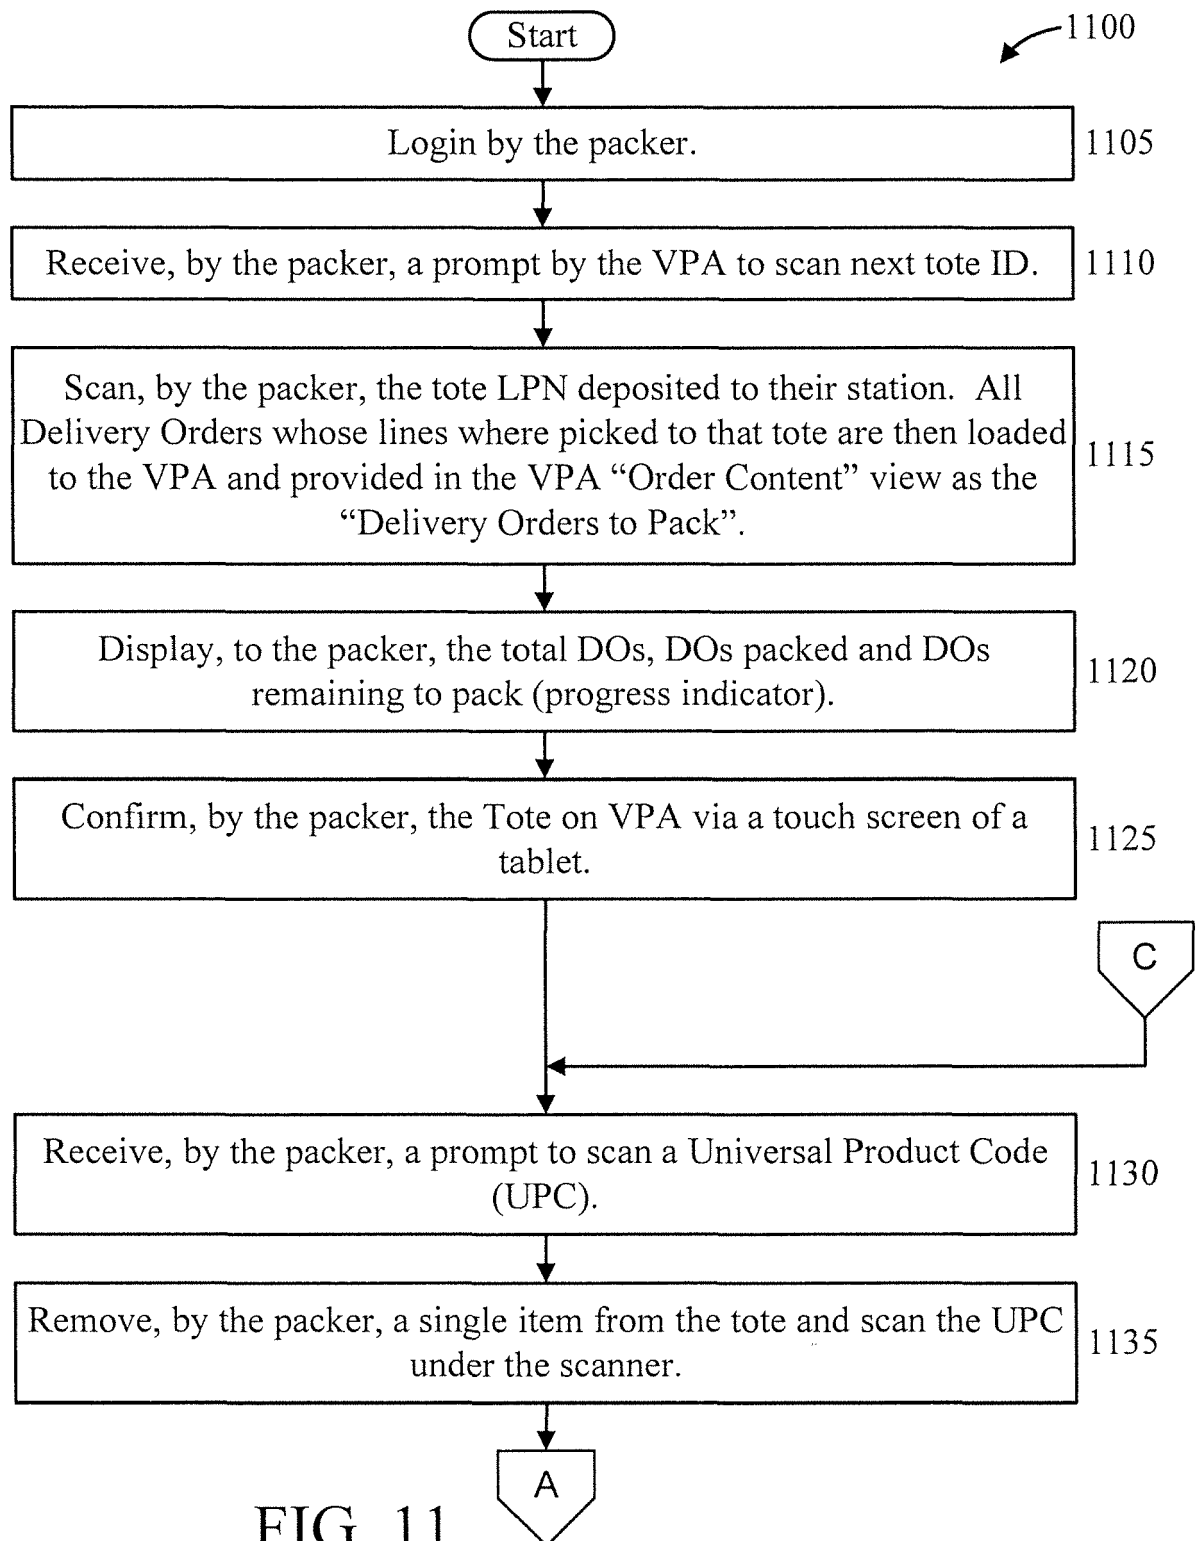 Start
1100
Login by the packer.
1105
Receive, by the packer, a prompt by the VPA to scan next tote ID.
1110
Scan, by the packer, the tote LPN deposited to their station. All
Delivery Orders whose lines where picked to that tote are then loaded
to the VPA and provided in the VPA “Order Content” view as the
“Delivery Orders to Pack”.
1115
Display, to the packer, the total DOs, DOs packed and DOs
remaining to pack (progress indicator).
1120
Confirm, by the packer, the Tote on VPA via a touch screen of a
tablet.
1125
C
Receive, by the packer, a prompt to scan a Universal Product Code
(UPC).
1130
Remove, by the packer, a single item from the tote and scan the UPC
under the scanner.
1135
A
FIG. 11